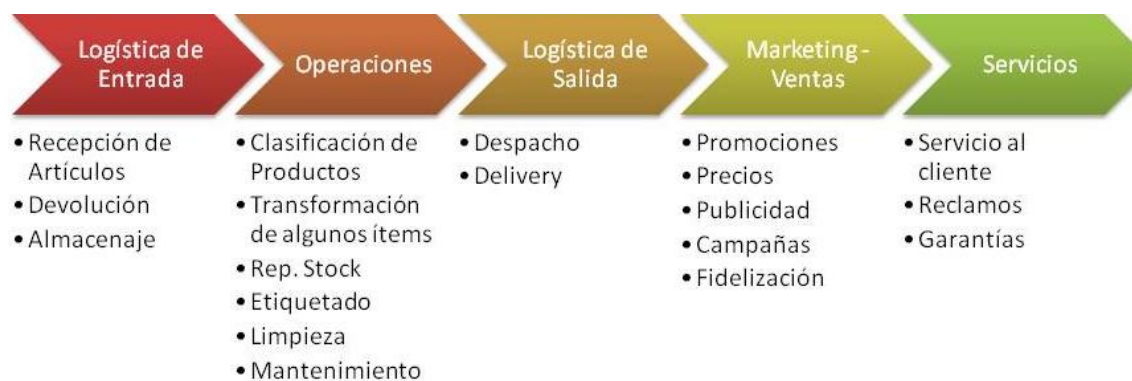 Logística de
Entrada
Operaciones
Logística de
Salida
Marketing -
Ventas
Servicios
• Recepción de
Artículos
• Devolución
• Almacenaje
• Clasificación de
Productos
• Transformación
de algunos ítems
• Rep. Stock
• Etiquetado
• Limpieza
• Mantenimiento
• Despacho
• Delivery
• Promociones
• Precios
• Publicidad
• Campañas
• Fidelización
• Servicio al
cliente
• Reclamos
• Garantías